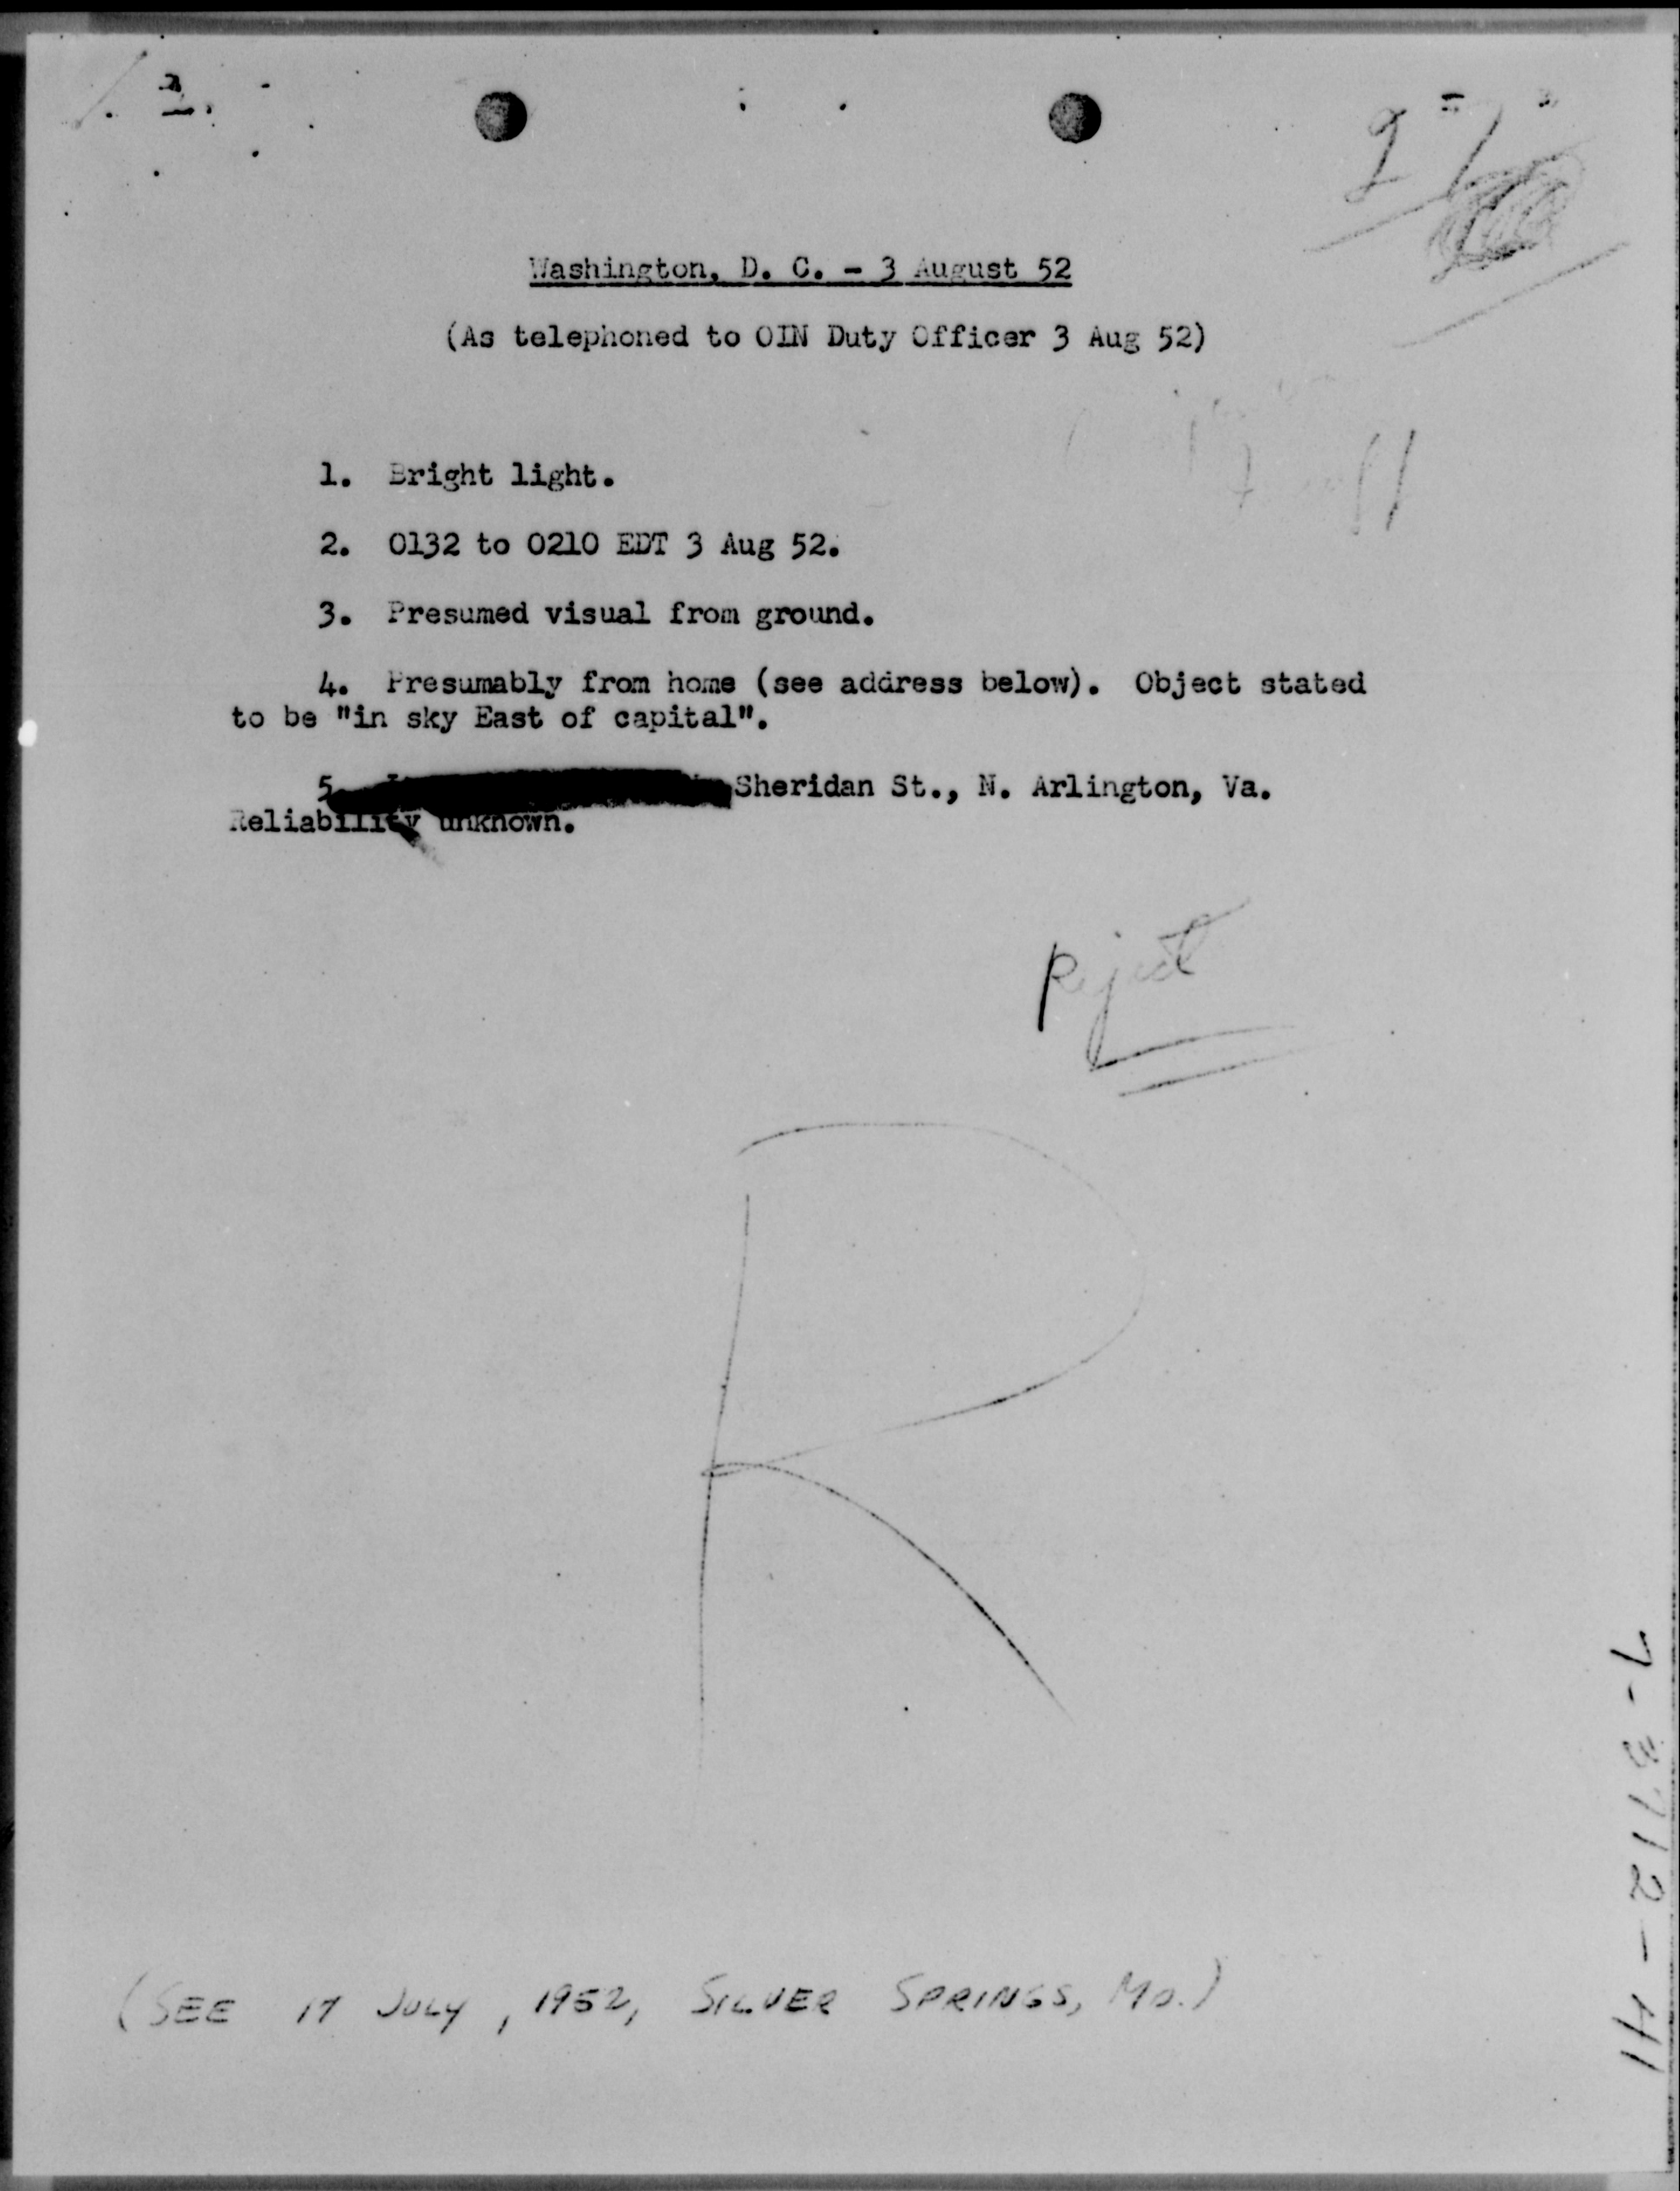 Washington, D. C. - 3 August 52
(As telephoned to OIN Duty Officer 3 Aug 52)
1. Bright light.
2. 0132 to 0210 EDT 3 Aug 52.
3. Presumed visual from ground.
4. Presumably from home (see address below). Object stated
to be "in sky East of capital".
5 Sheridan St., N. Arlington, Va.
Reliability unknown.
Reject
R
(SEE 17 JULY, 1952, SILVER SPRINGS, MD.)
7-3712-41